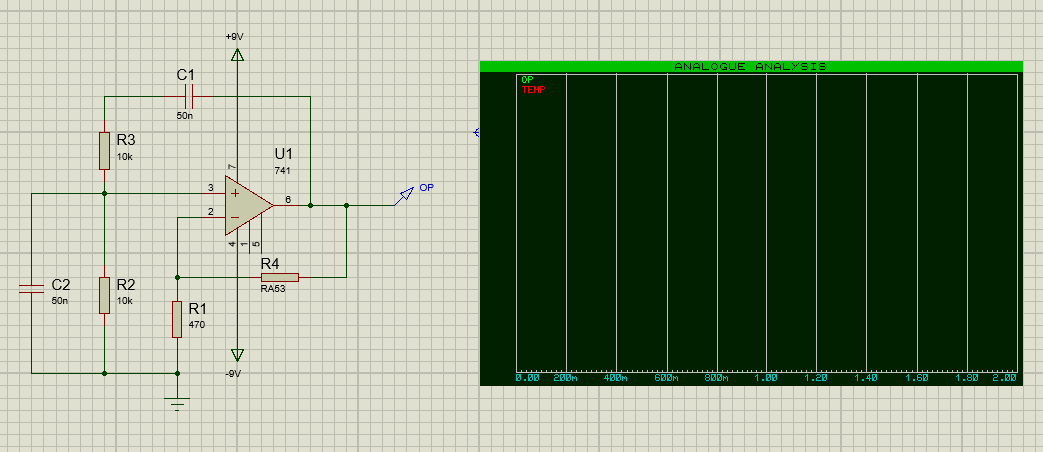 +9V
C1
50n
R3
10k
U1
741
7
3
+
6
OP
2
−
4
1
5
R4
RA53
C2
50n
R2
10k
R1
470
-9V
ANALOGUE ANALYSIS
OP
TEMP
0.00 200m 400m 600m 800m 1.00 1.20 1.40 1.60 1.80 2.00